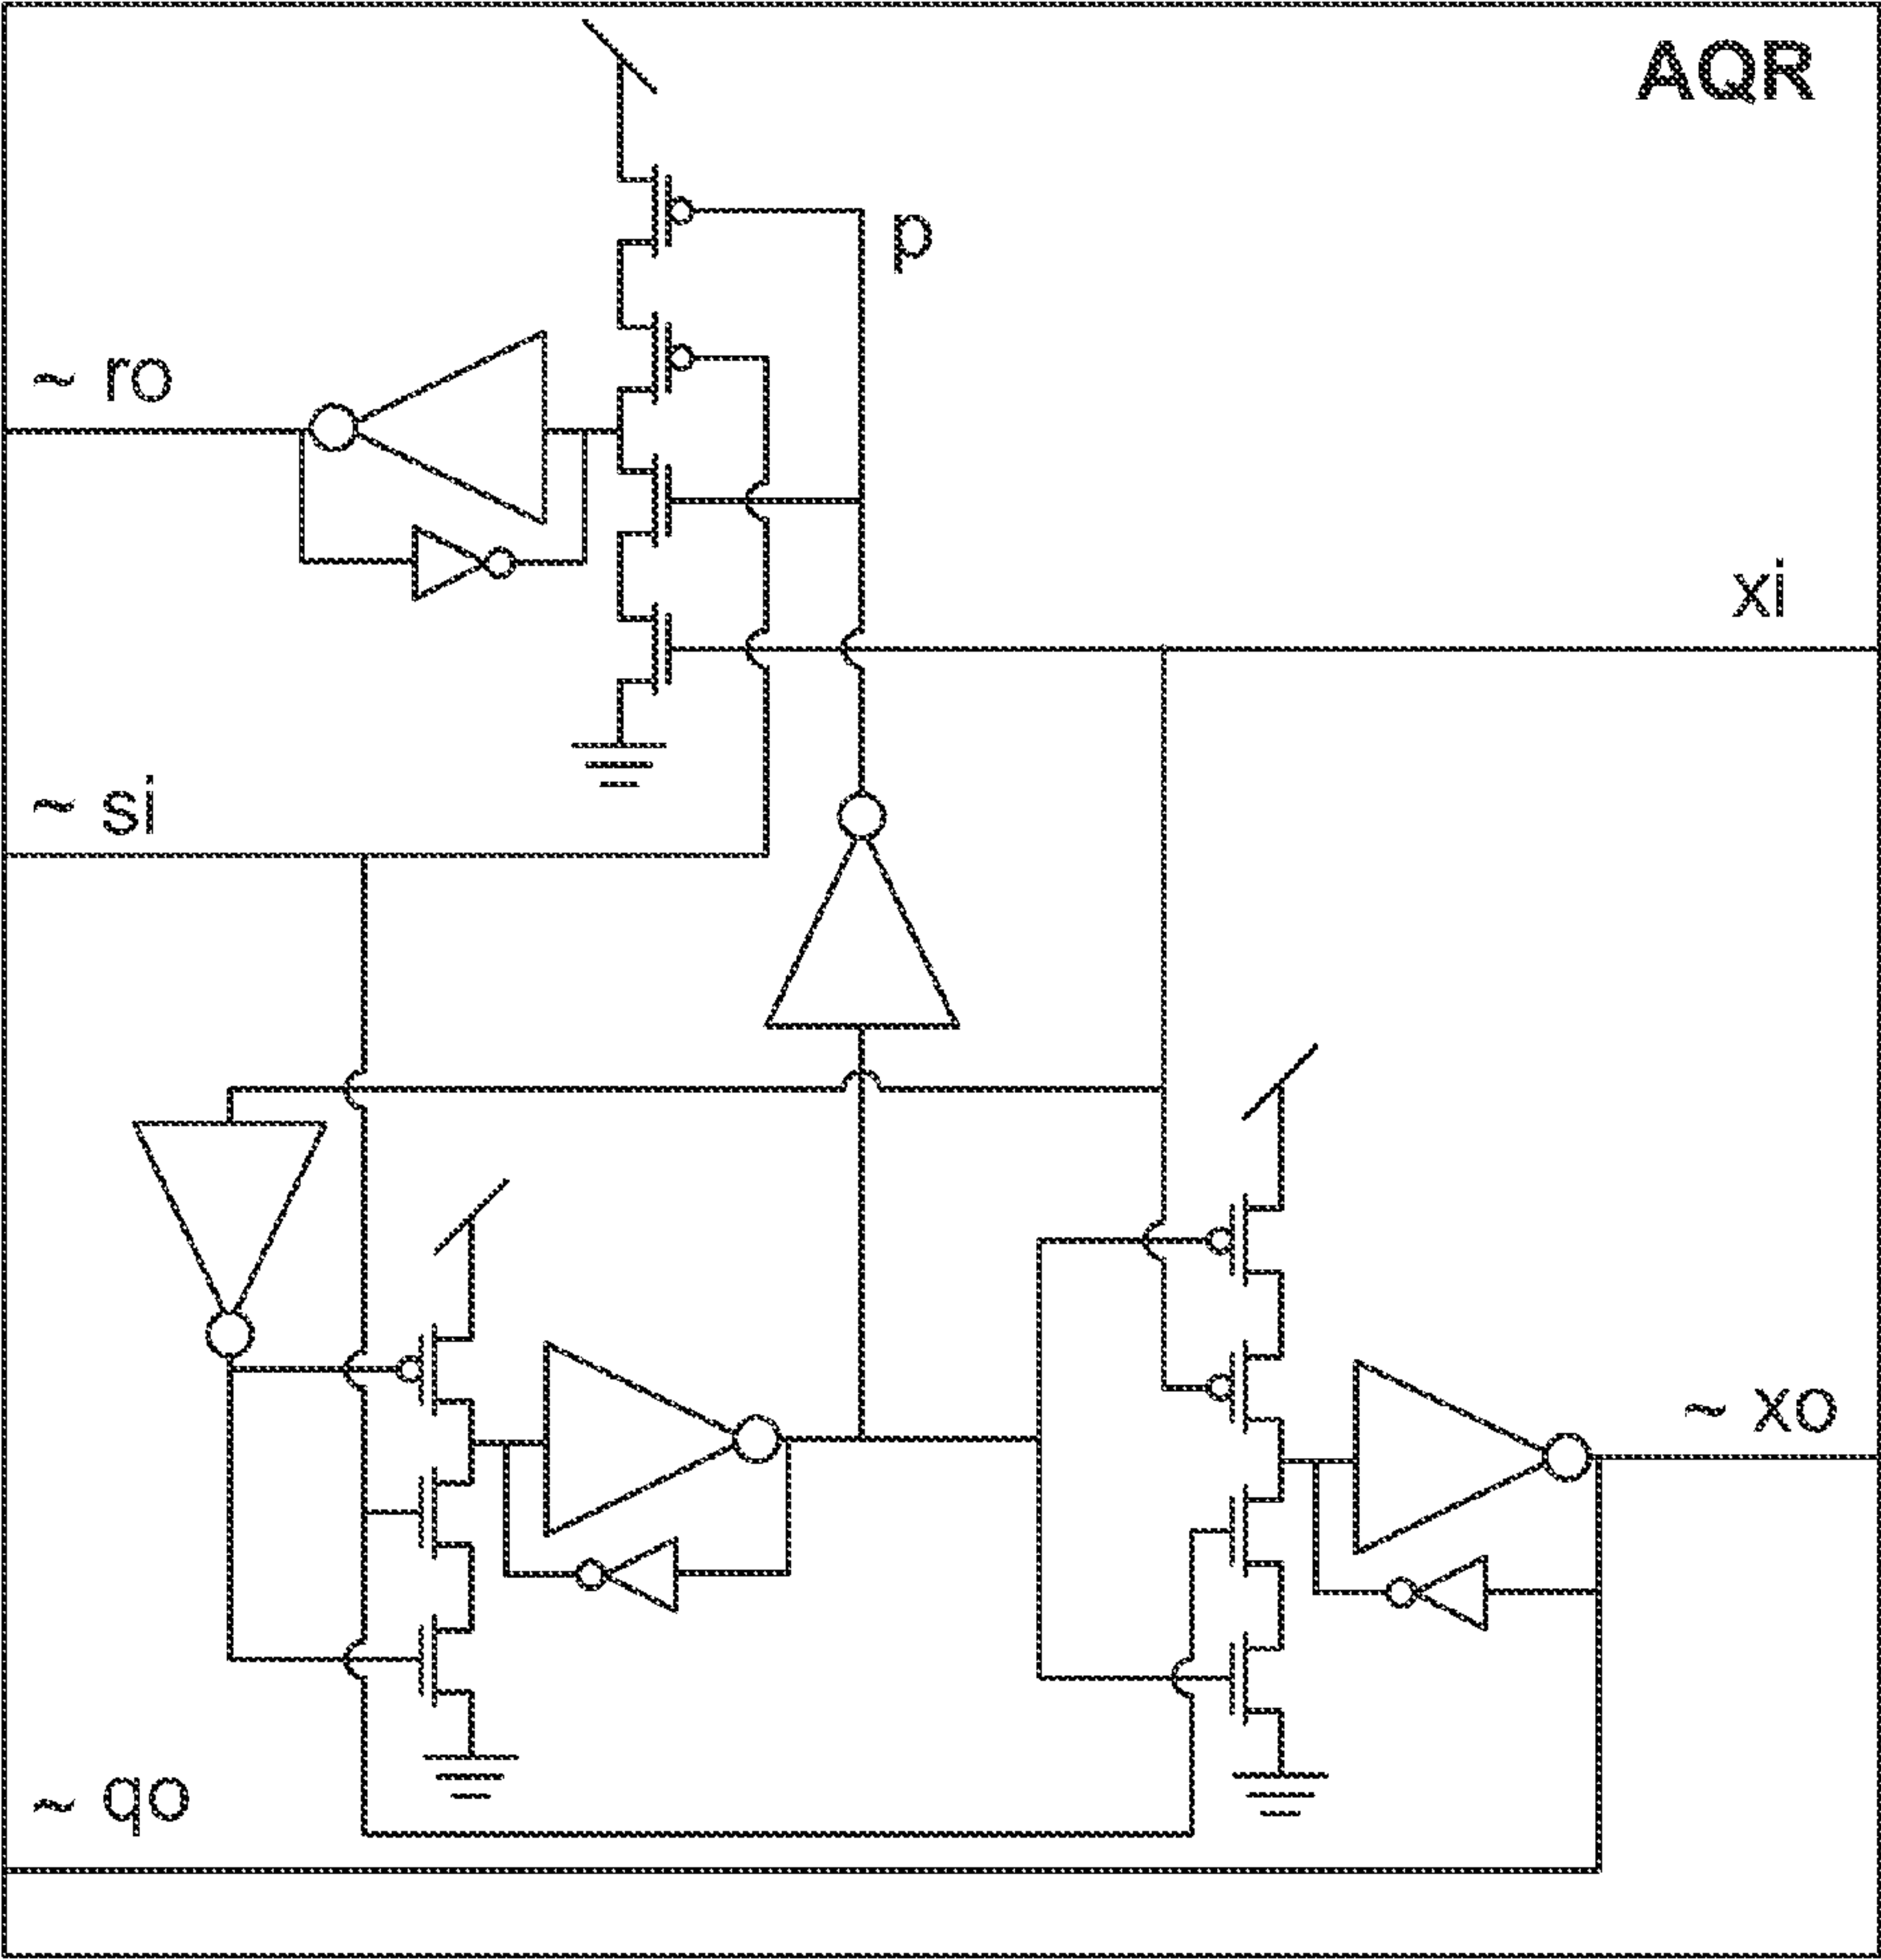 AQR
p
~ ro
xi
~ si
~ xo
~ qo